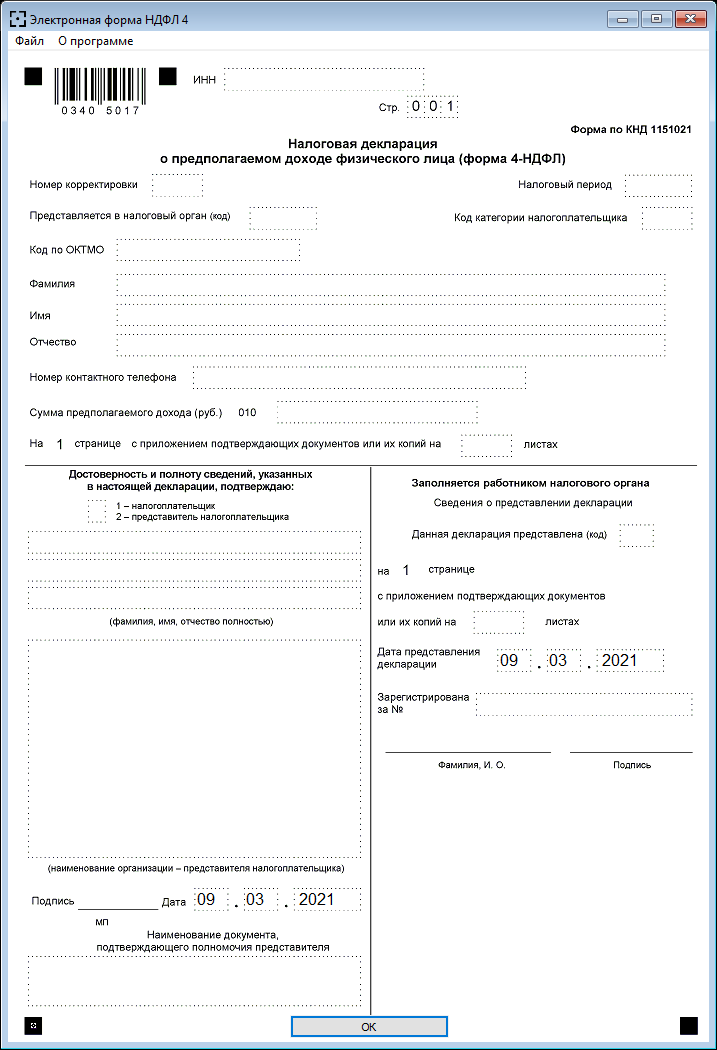 Электронная форма НДФЛ 4
Файл О программе
ИНН
0340 5017
Стр. 0 0 1
Форма по КНД 1151021
Налоговая декларация
о предполагаемом доходе физического лица (форма 4-НДФЛ)
Номер корректировки
Налоговый период
Представляется в налоговый орган (код)
Код категории налогоплательщика
Код по ОКТМО
Фамилия
Имя
Отчество
Номер контактного телефона
Сумма предполагаемого дохода (руб.) 010
На 1 странице с приложением подтверждающих документов или их копий на листах
Достоверность и полноту сведений, указанных
в настоящей декларации, подтверждаю:
1 – налогоплательщик
2 – представитель налогоплательщика
(фамилия, имя, отчество полностью)
(наименование организации – представителя налогоплательщика)
Подпись Дата 09 . 03 . 2021
мп
Наименование документа,
подтверждающего полномочия представителя
Заполняется работником налогового органа
Сведения о представлении декларации
Данная декларация представлена (код)
на 1 странице
с приложением подтверждающих документов
или их копий на листах
Дата представления
декларации 09 . 03 . 2021
Зарегистрирована
за №
Фамилия, И. О. Подпись
OK